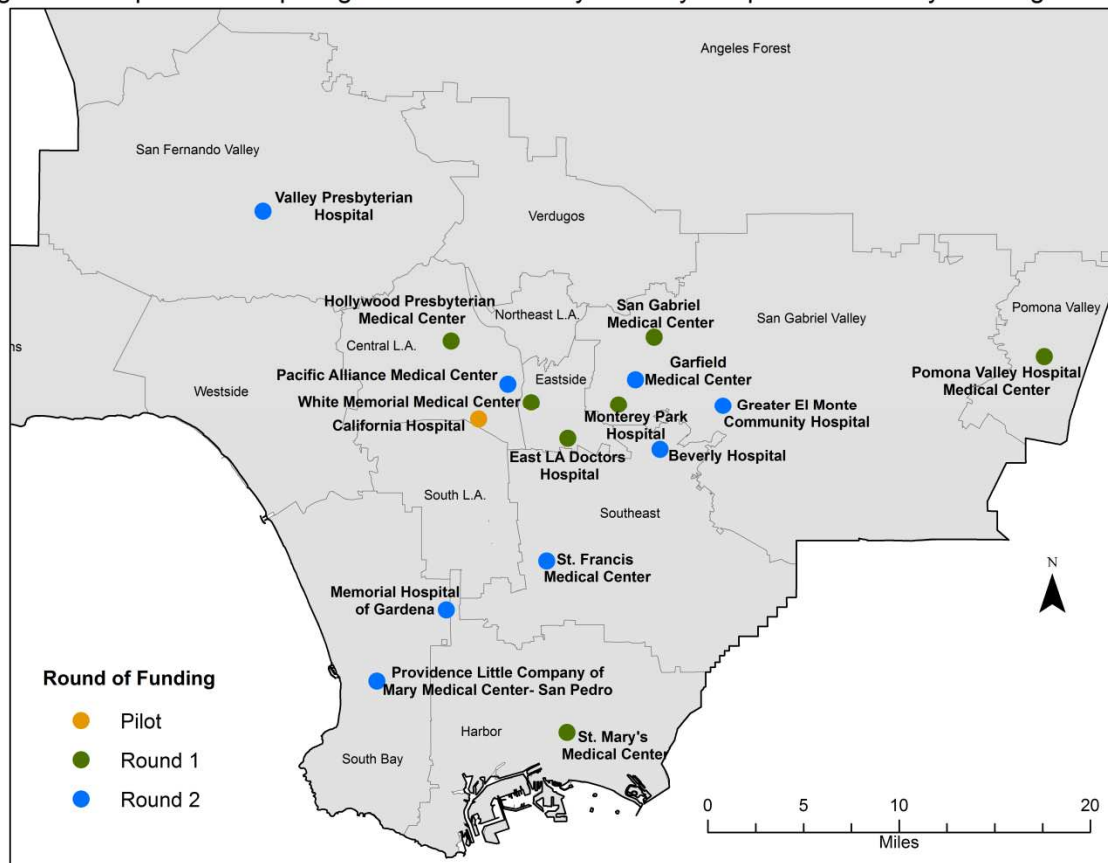 Angeles Forest
San Fernando Valley
Valley Presbyterian
Hospital
Verdugos
Hollywood Presbyterian
Medical Center
Northeast L.A.
San Gabriel
Medical Center
San Gabriel Valley
Pomona Valley
Central L.A.
Westside
Pacific Alliance Medical Center
Eastside
Garfield
Medical Center
Pomona Valley Hospital
Medical Center
White Memorial Medical Center
California Hospital
Monterey Park
Hospital
Greater El Monte
Community Hospital
East LA Doctors
Hospital
Beverly Hospital
South L.A.
Southeast
St. Francis
Medical Center
Memorial Hospital
of Gardena
N
Providence Little Company of
Mary Medical Center- San Pedro
Harbor
St. Mary's
Medical Center
South Bay
Round of Funding
Pilot
Round 1
Round 2
0 5 10 20
Miles